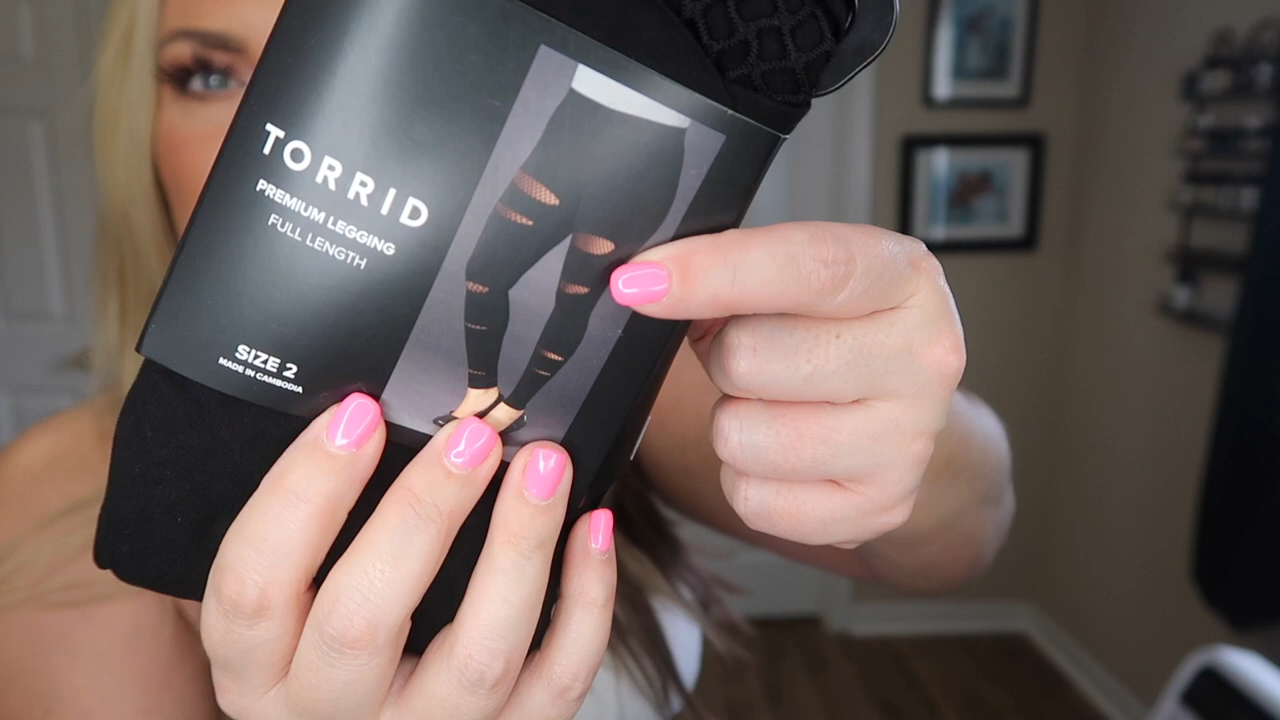 TORRID
PREMIUM LEGGING
FULL LENGTH
SIZE 2
MADE IN CAMBODIA